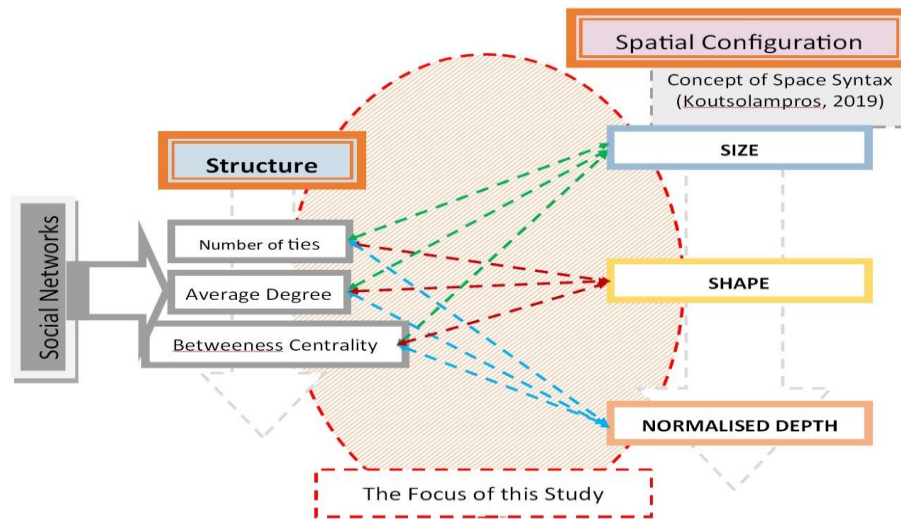 Spatial Configuration
Concept of Space Syntax
(Koutsolampros, 2019)
Structure
SIZE
Social Networks
Number of ties
Average Degree
SHAPE
Betweeness Centrality
NORMALISED DEPTH
The Focus of this Study